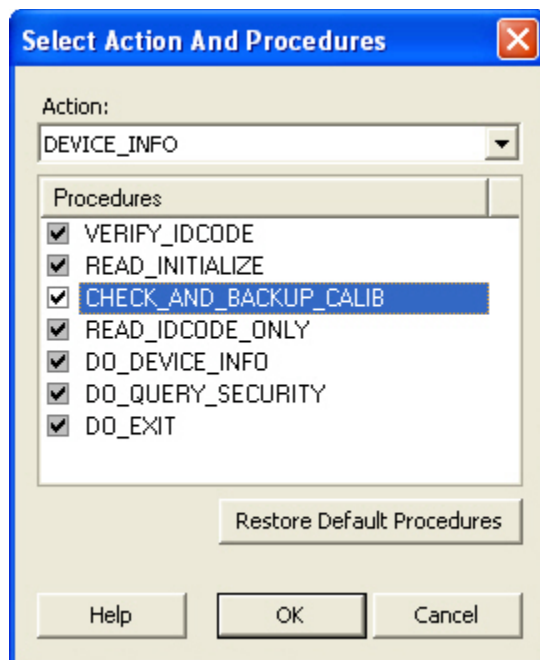 Select Action And Procedures
Action:
DEVICE_INFO
Procedures
VERIFY_IDCODE
READ_INITIALIZE
CHECK_AND_BACKUP_CALIB
READ_IDCODE_ONLY
DO_DEVICE_INFO
DO_QUERY_SECURITY
DO_EXIT
Restore Default Procedures
Help OK Cancel